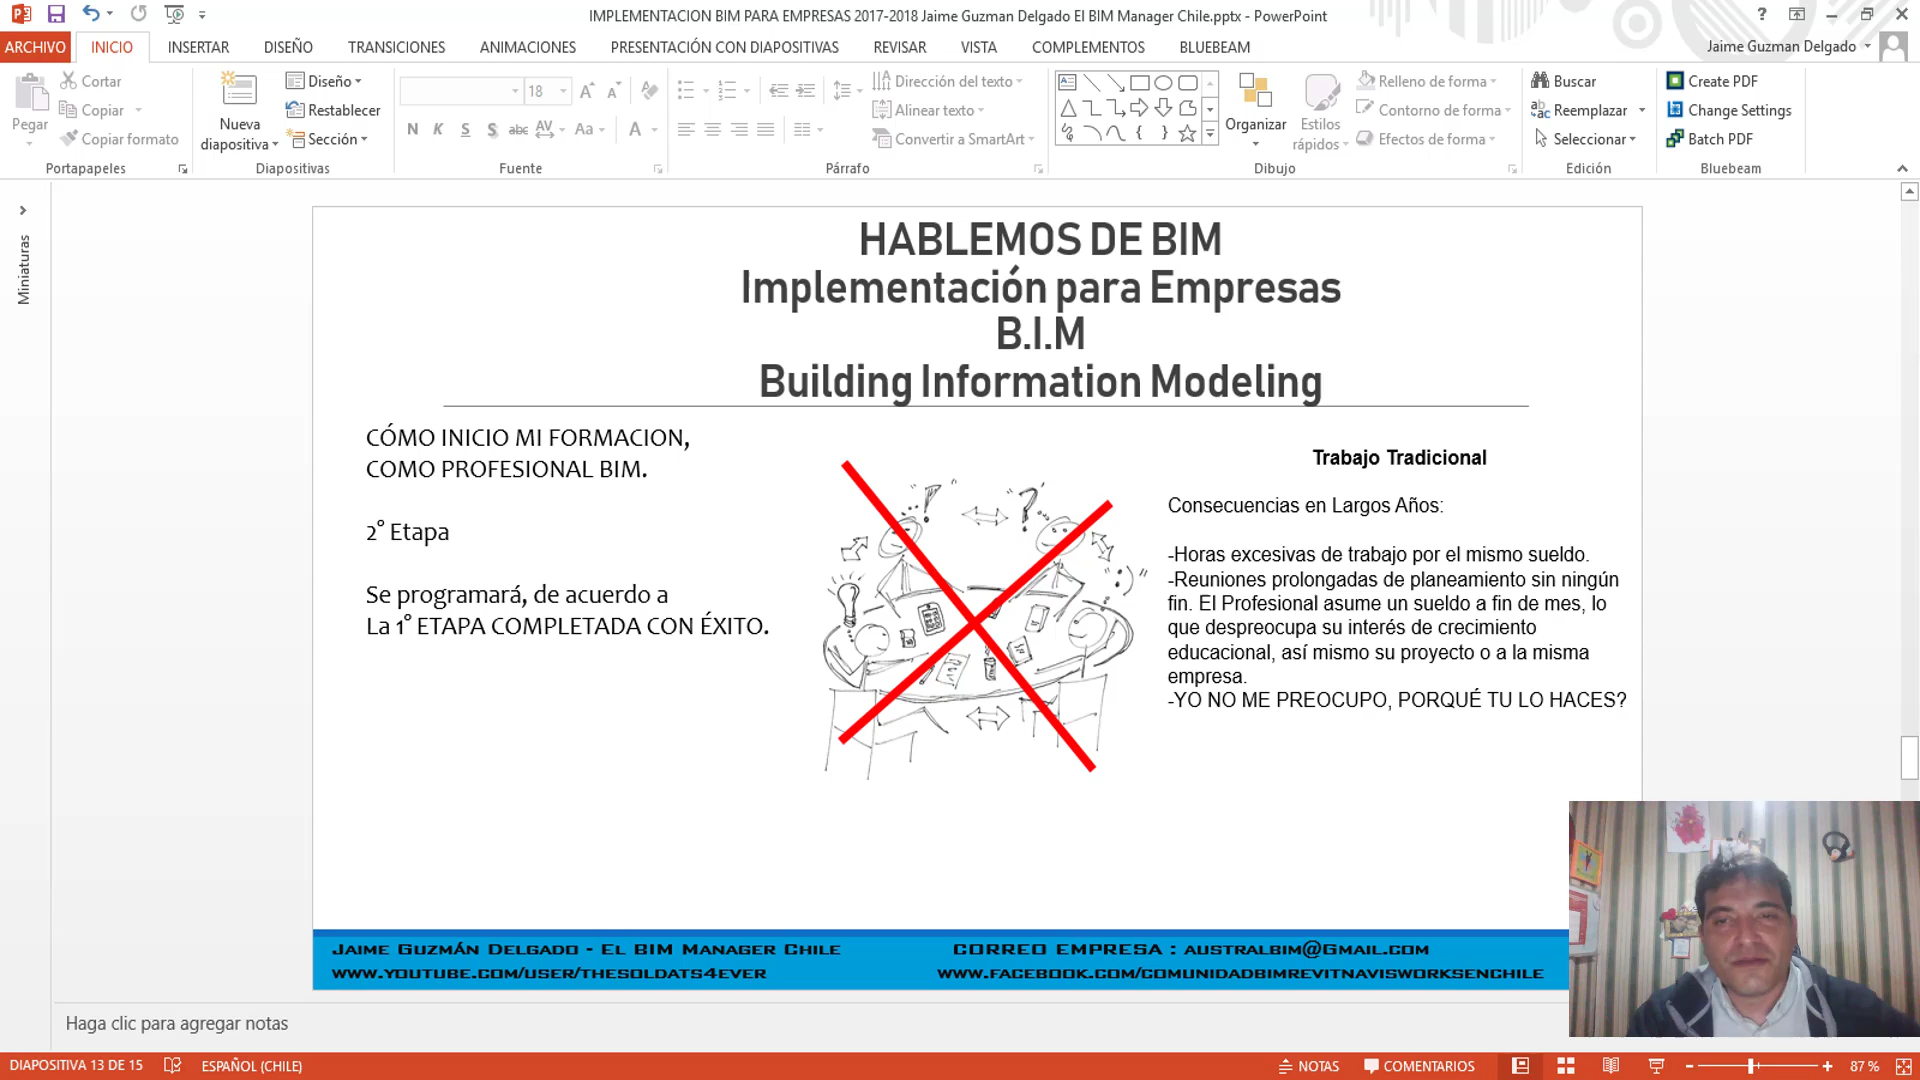 IMPLEMENTACION BIM PARA EMPRESAS 2017-2018 Jaime Guzman Delgado El BIM Manager Chile.pptx - PowerPoint
ARCHIVO INICIO INSERTAR DISEÑO TRANSICIONES ANIMACIONES PRESENTACIÓN CON DIAPOSITIVAS REVISAR VISTA COMPLEMENTOS BLUEBEAM Jaime Guzman Delgado
Pegar
Cortar
Copiar
Copiar formato
Portapapeles
Nueva
diapositiva
Diseño
Restablecer
Sección
Diapositivas
18
N K S S abc AV Aa A
Fuente
Dirección del texto
Alinear texto
Convertir a SmartArt
Párrafo
Organizar
Estilos
rápidos
Relleno de forma
Contorno de forma
Efectos de forma
Dibujo
Buscar
Reemplazar
Seleccionar
Edición
Create PDF
Change Settings
Batch PDF
Bluebeam
Miniaturas
HABLEMOS DE BIM
Implementación para Empresas
B.I.M
Building Information Modeling
CÓMO INICIO MI FORMACION,
COMO PROFESIONAL BIM.
2° Etapa
Se programará, de acuerdo a
La 1° ETAPA COMPLETADA CON ÉXITO.
Trabajo Tradicional
Consecuencias en Largos Años:
-Horas excesivas de trabajo por el mismo sueldo.
-Reuniones prolongadas de planeamiento sin ningún
fin. El Profesional asume un sueldo a fin de mes, lo
que despreocupa su interés de crecimiento
educacional, así mismo su proyecto o a la misma
empresa.
-YO NO ME PREOCUPO, PORQUÉ TU LO HACES?
Jaime Guzmán Delgado - El BIM Manager Chile
CORREO EMPRESA : AUSTRALBIM@GMAIL.COM
WWW.YOUTUBE.COM/USER/THESOLDATS4EVER
WWW.FACEBOOK.COM/COMUNIDADBIMREVITNAVISWORKSENCHILE
Haga clic para agregar notas
DIAPOSITIVA 13 DE 15 ESPAÑOL (CHILE) NOTAS COMENTARIOS 87 %